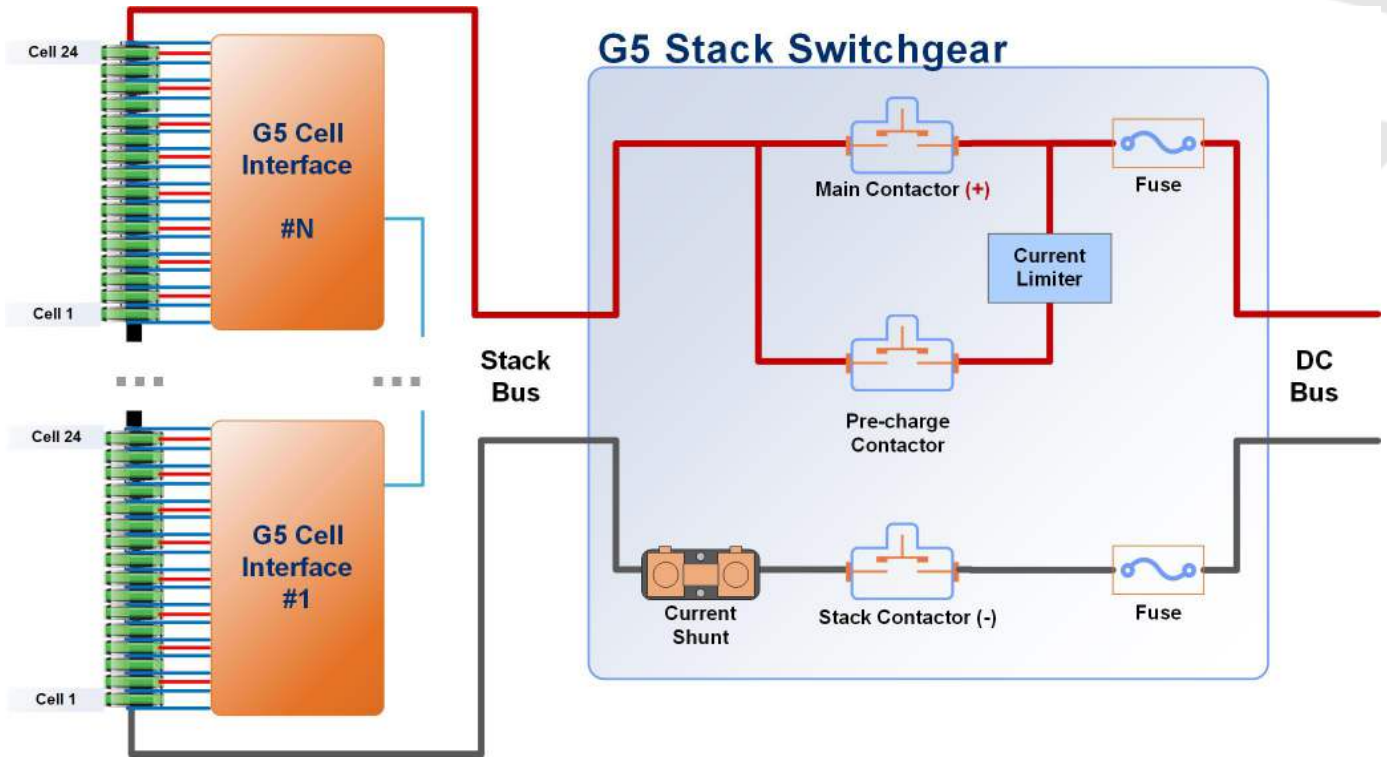 G5 Stack Switchgear
Cell 24
G5 Cell
Interface
#N
Cell 1
Main Contactor (+)
Fuse
Current
Limiter
Stack
Bus
DC
Bus
Pre-charge
Contactor
Cell 24
G5 Cell
Interface
#1
Cell 1
Current
Shunt
Stack Contactor (-)
Fuse